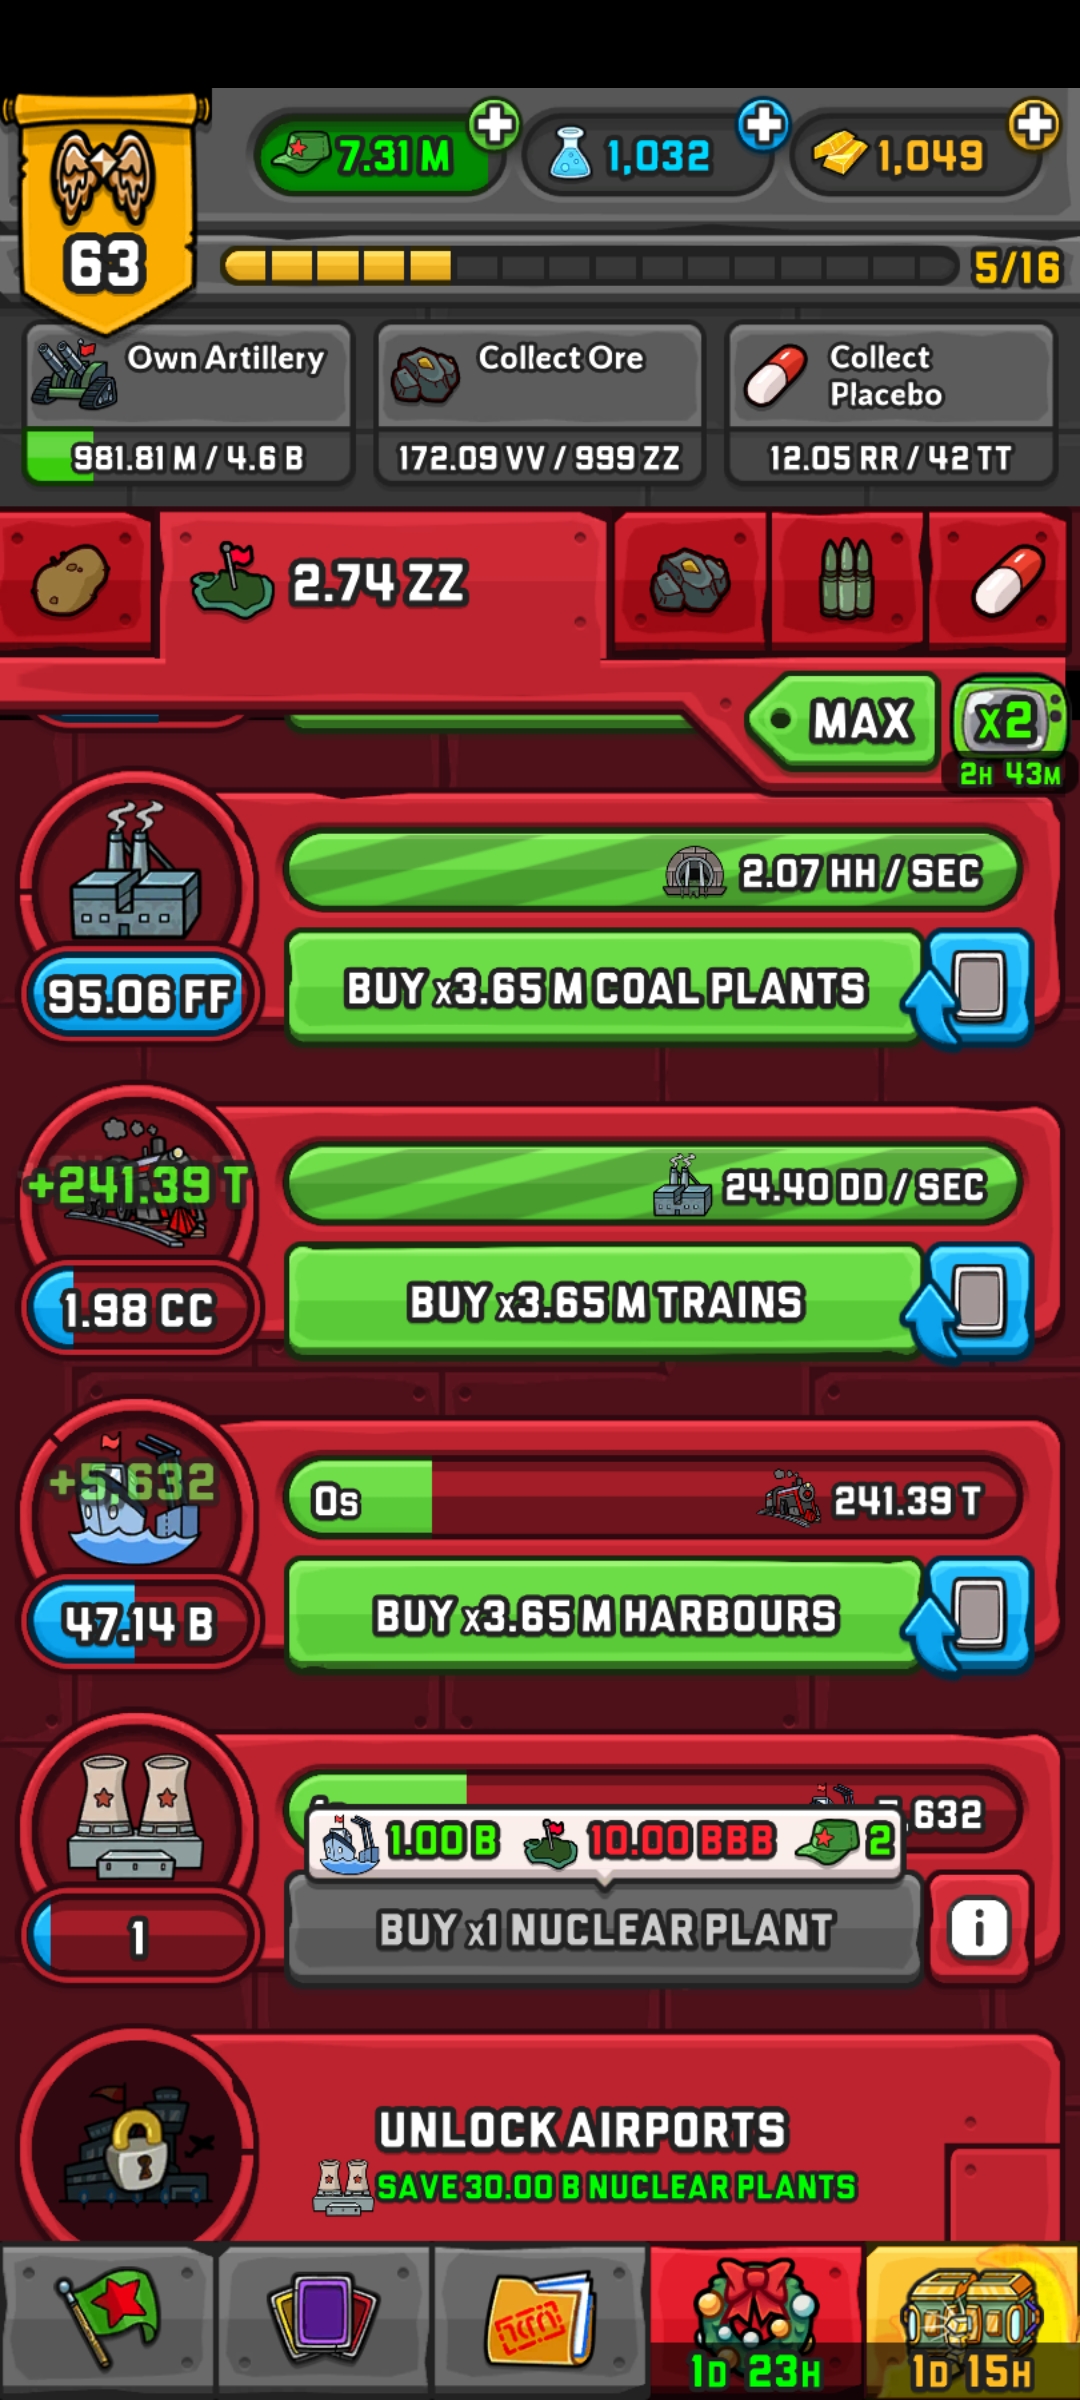 7.31 M
1,032
1,049
63
5/16
Own Artillery
981.81 M / 4.6 B
Collect Ore
172.09 VV / 999 ZZ
Collect
Placebo
12.05 RR / 42 TT
2.74 ZZ
MAX
x2
2H 43M
2.07 HH / SEC
95.06 FF
BUY x3.65 M COAL PLANTS
+241.39 T
24.40 DD / SEC
1.98 CC
BUY x3.65 M TRAINS
+5,632
0s
241.39 T
47.14 B
BUY x3.65 M HARBOURS
,632
1.00 B
10.00 BBB
2
1
BUY x1 NUCLEAR PLANT
i
UNLOCK AIRPORTS
SAVE 30.00 B NUCLEAR PLANTS
1D 23H
1D 15H